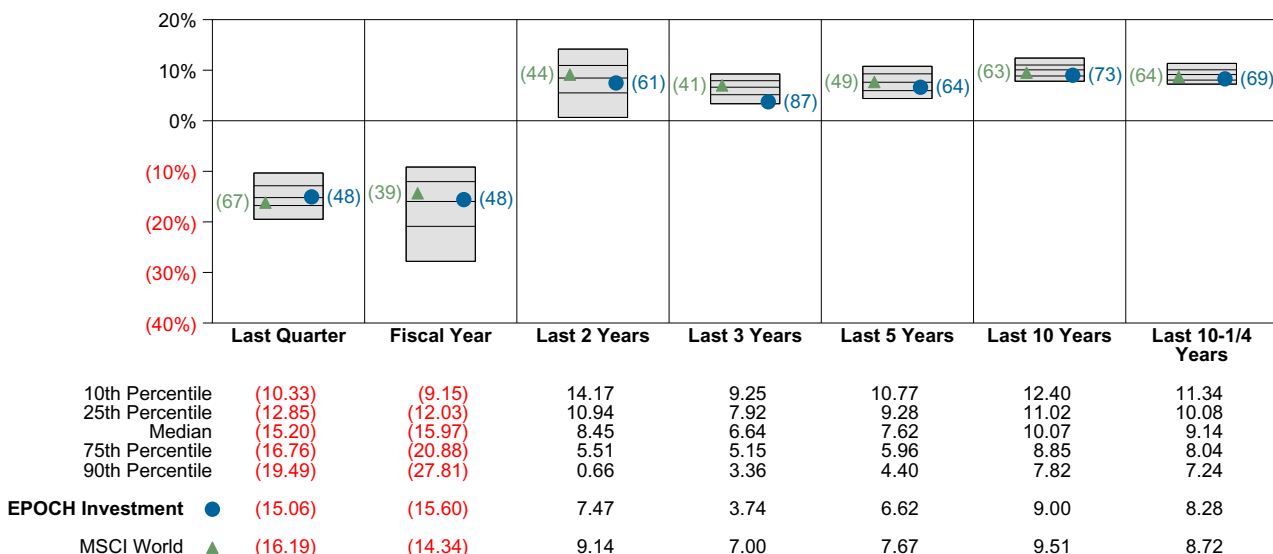 20%
10%
0%
(10%)
(20%)
(30%)
(40%)
(67) (48) (39) (48) (44) (61) (41) (87) (49) (64) (63) (73) (64) (69)
Last Quarter Fiscal Year Last 2 Years Last 3 Years Last 5 Years Last 10 Years Last 10-1/4
Years
10th Percentile (10.33) (9.15) 14.17 9.25 10.77 12.40 11.34
25th Percentile (12.85) (12.03) 10.94 7.92 9.28 11.02 10.08
Median (15.20) (15.97) 8.45 6.64 7.62 10.07 9.14
75th Percentile (16.76) (20.88) 5.51 5.15 5.96 8.85 8.04
90th Percentile (19.49) (27.81) 0.66 3.36 4.40 7.82 7.24
EPOCH Investment (15.06) (15.60) 7.47 3.74 6.62 9.00 8.28
MSCI World (16.19) (14.34) 9.14 7.00 7.67 9.51 8.72